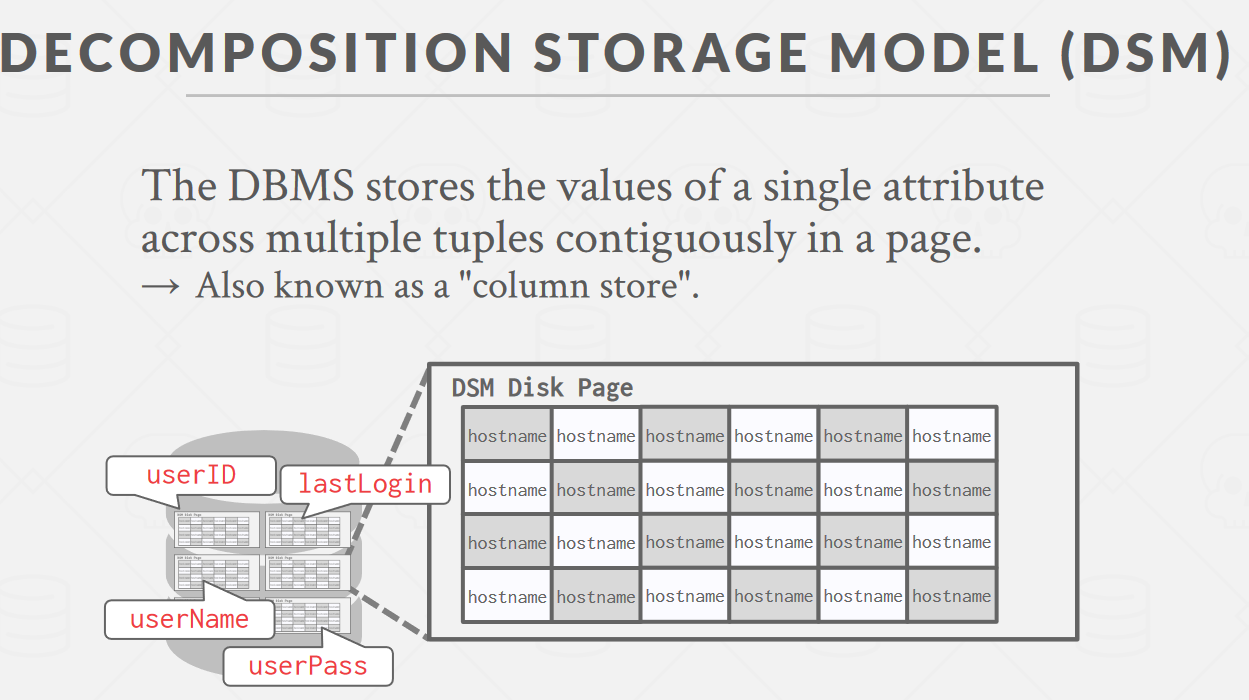 DECOMPOSITION STORAGE MODEL (DSM)
The DBMS stores the values of a single attribute
across multiple tuples contiguously in a page.
→ Also known as a "column store".
DSM Disk Page
hostname hostname hostname hostname hostname hostname
hostname hostname hostname hostname hostname hostname
hostname hostname hostname hostname hostname hostname
hostname hostname hostname hostname hostname hostname
userID
lastLogin
userName
userPass